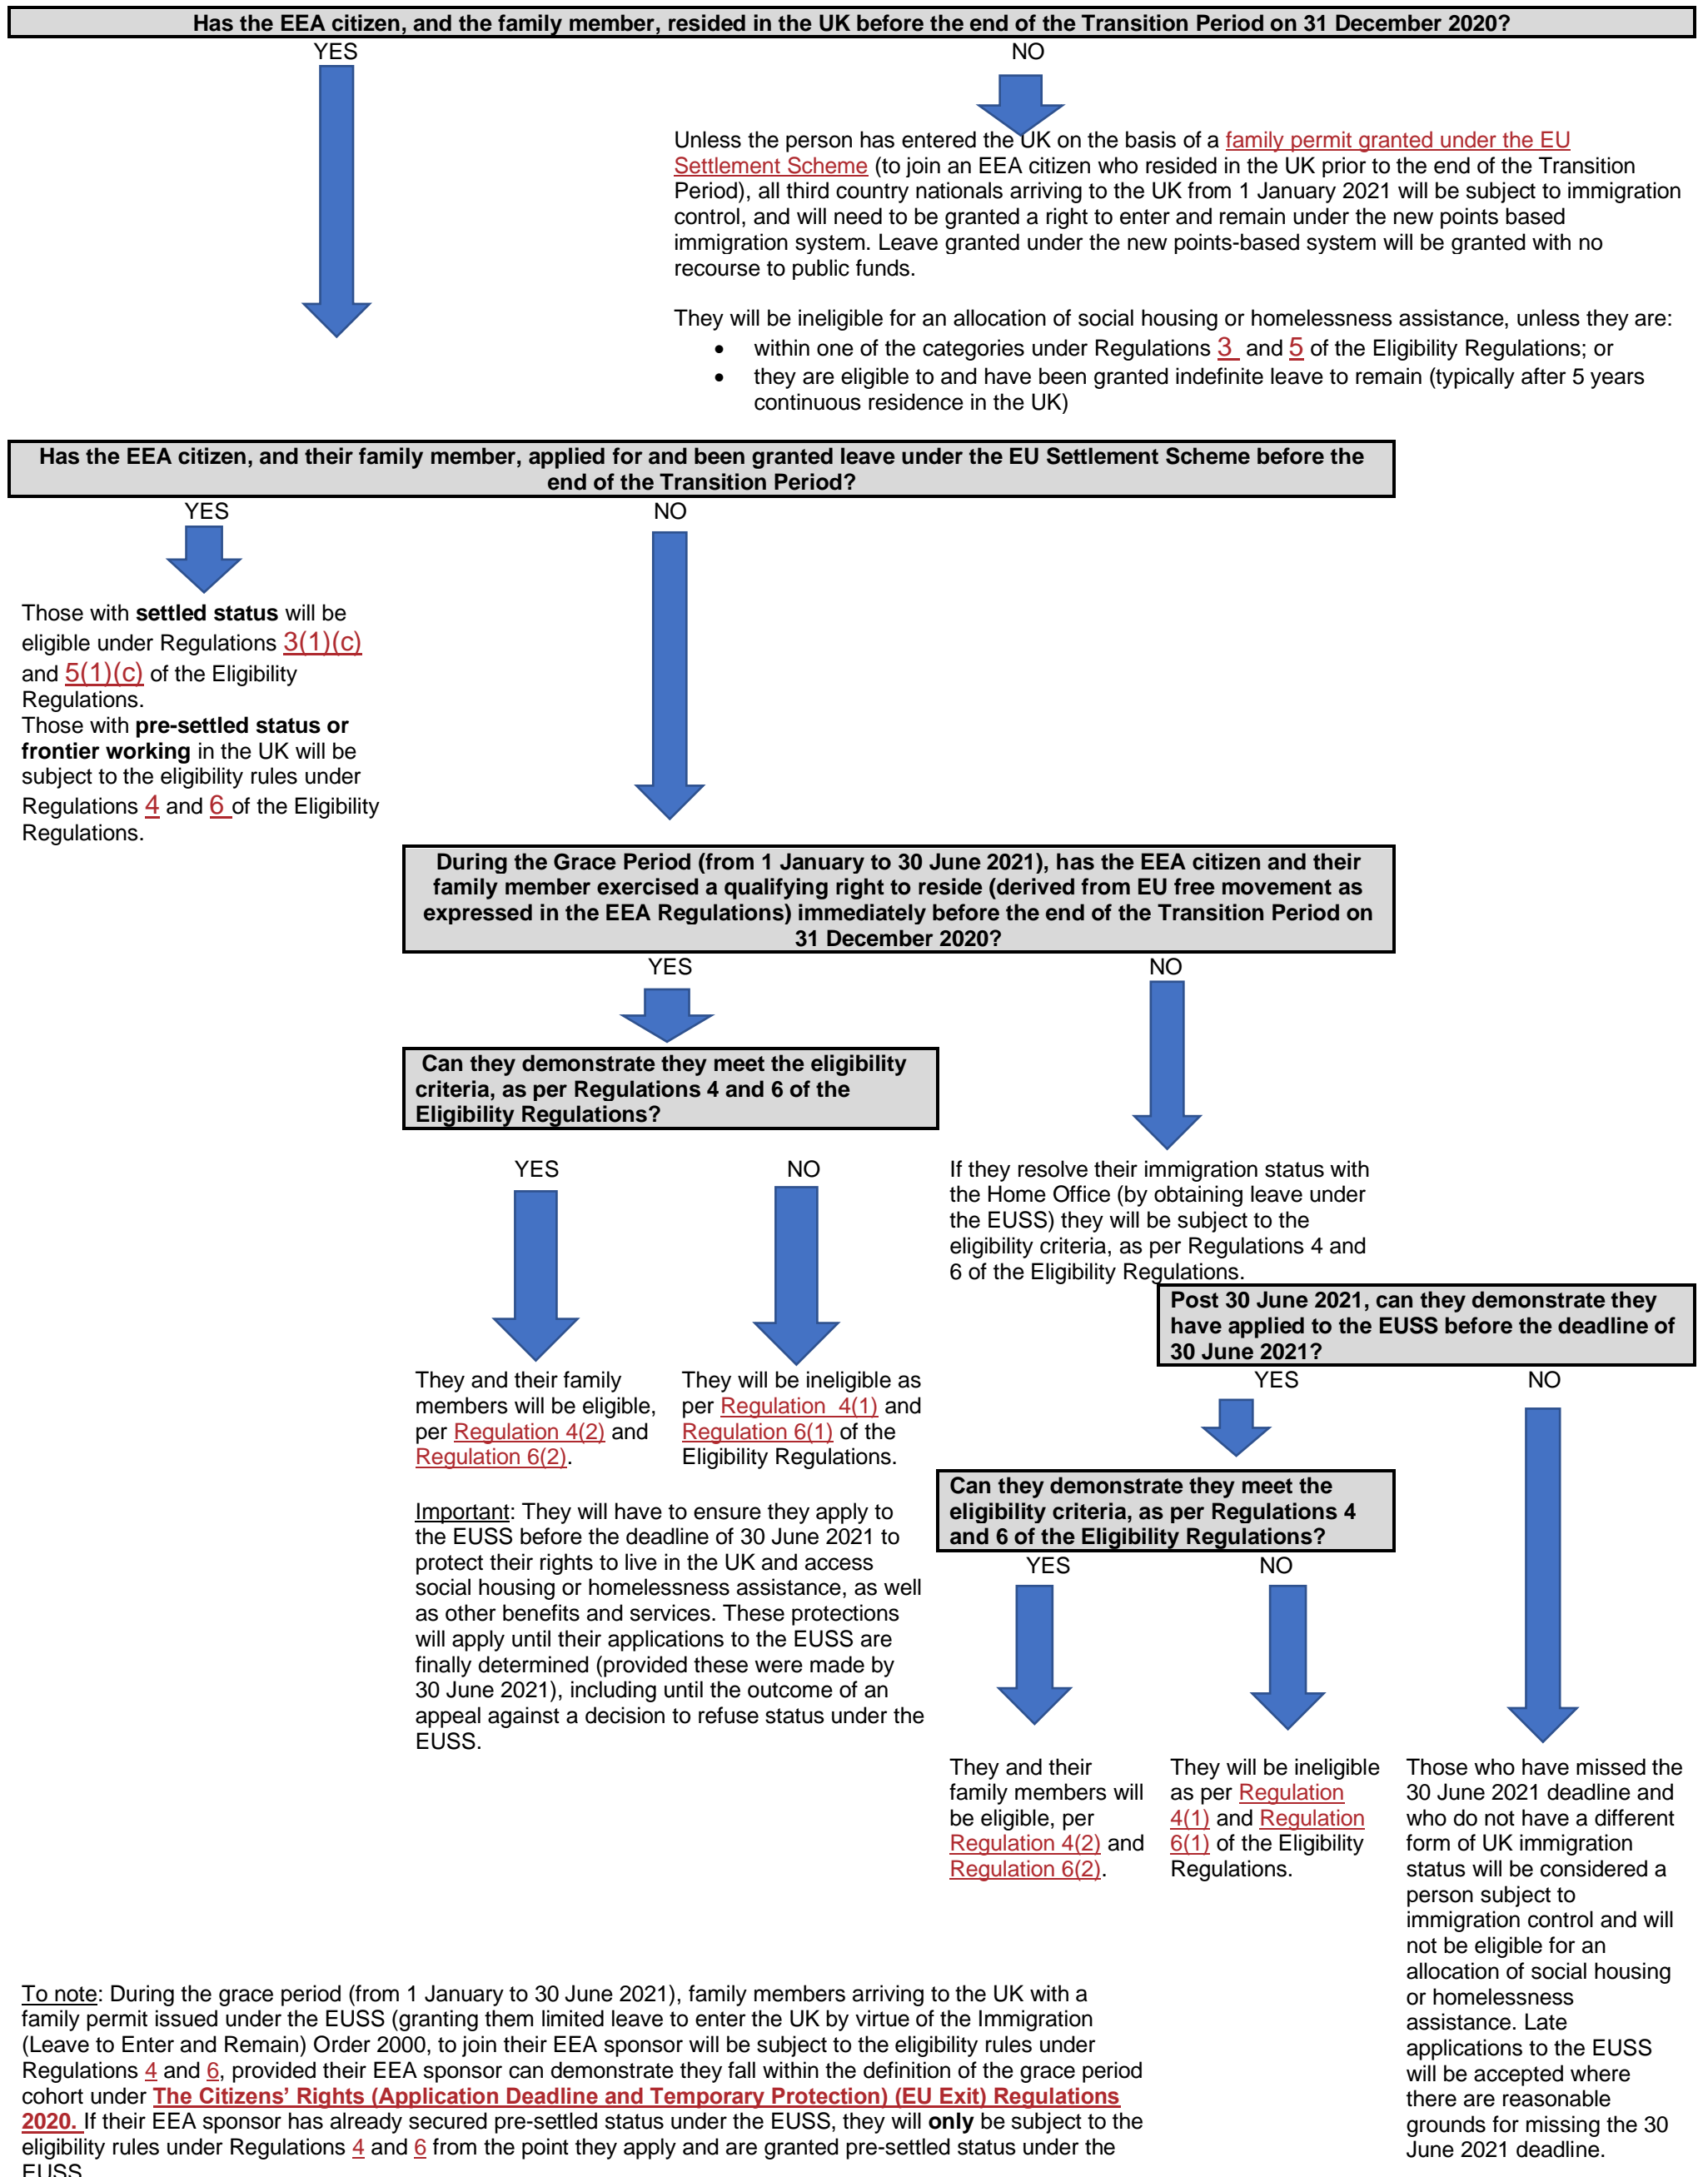 Has the EEA citizen, and the family member, resided in the UK before the end of the Transition Period on 31 December 2020?
YES
NO
Unless the person has entered the UK on the basis of a family permit granted under the EU
Settlement Scheme (to join an EEA citizen who resided in the UK prior to the end of the Transition
Period), all third country nationals arriving to the UK from 1 January 2021 will be subject to immigration
control, and will need to be granted a right to enter and remain under the new points based
immigration system. Leave granted under the new points-based system will be granted with no
recourse to public funds.
They will be ineligible for an allocation of social housing or homelessness assistance, unless they are:
• within one of the categories under Regulations 3 and 5 of the Eligibility Regulations; or
• they are eligible to and have been granted indefinite leave to remain (typically after 5 years
continuous residence in the UK)
Has the EEA citizen, and their family member, applied for and been granted leave under the EU Settlement Scheme before the
end of the Transition Period?
YES
NO
Those with settled status will be
eligible under Regulations 3(1)(c)
and 5(1)(c) of the Eligibility
Regulations.
Those with pre-settled status or
frontier working in the UK will be
subject to the eligibility rules under
Regulations 4 and 6 of the Eligibility
Regulations.
During the Grace Period (from 1 January to 30 June 2021), has the EEA citizen and their
family member exercised a qualifying right to reside (derived from EU free movement as
expressed in the EEA Regulations) immediately before the end of the Transition Period on
31 December 2020?
YES
NO
Can they demonstrate they meet the eligibility
criteria, as per Regulations 4 and 6 of the
Eligibility Regulations?
YES
NO
If they resolve their immigration status with
the Home Office (by obtaining leave under
the EUSS) they will be subject to the
eligibility criteria, as per Regulations 4 and
6 of the Eligibility Regulations.
Post 30 June 2021, can they demonstrate they
have applied to the EUSS before the deadline of
30 June 2021?
YES
NO
They and their family
members will be eligible,
per Regulation 4(2) and
Regulation 6(2).
They will be ineligible as
per Regulation 4(1) and
Regulation 6(1) of the
Eligibility Regulations.
Important: They will have to ensure they apply to
the EUSS before the deadline of 30 June 2021 to
protect their rights to live in the UK and access
social housing or homelessness assistance, as well
as other benefits and services. These protections
will apply until their applications to the EUSS are
finally determined (provided these were made by
30 June 2021), including until the outcome of an
appeal against a decision to refuse status under the
EUSS.
Can they demonstrate they meet the
eligibility criteria, as per Regulations 4
and 6 of the Eligibility Regulations?
YES
NO
They and their
family members will
be eligible, per
Regulation 4(2) and
Regulation 6(2).
They will be ineligible
as per Regulation
4(1) and Regulation
6(1) of the Eligibility
Regulations.
Those who have missed the
30 June 2021 deadline and
who do not have a different
form of UK immigration
status will be considered a
person subject to
immigration control and will
not be eligible for an
allocation of social housing
or homelessness
assistance. Late
applications to the EUSS
will be accepted where
there are reasonable
grounds for missing the 30
June 2021 deadline.
To note: During the grace period (from 1 January to 30 June 2021), family members arriving to the UK with a
family permit issued under the EUSS (granting them limited leave to enter the UK by virtue of the Immigration
(Leave to Enter and Remain) Order 2000, to join their EEA sponsor will be subject to the eligibility rules under
Regulations 4 and 6, provided their EEA sponsor can demonstrate they fall within the definition of the grace period
cohort under The Citizens’ Rights (Application Deadline and Temporary Protection) (EU Exit) Regulations
2020. If their EEA sponsor has already secured pre-settled status under the EUSS, they will only be subject to the
eligibility rules under Regulations 4 and 6 from the point they apply and are granted pre-settled status under the
EUSS